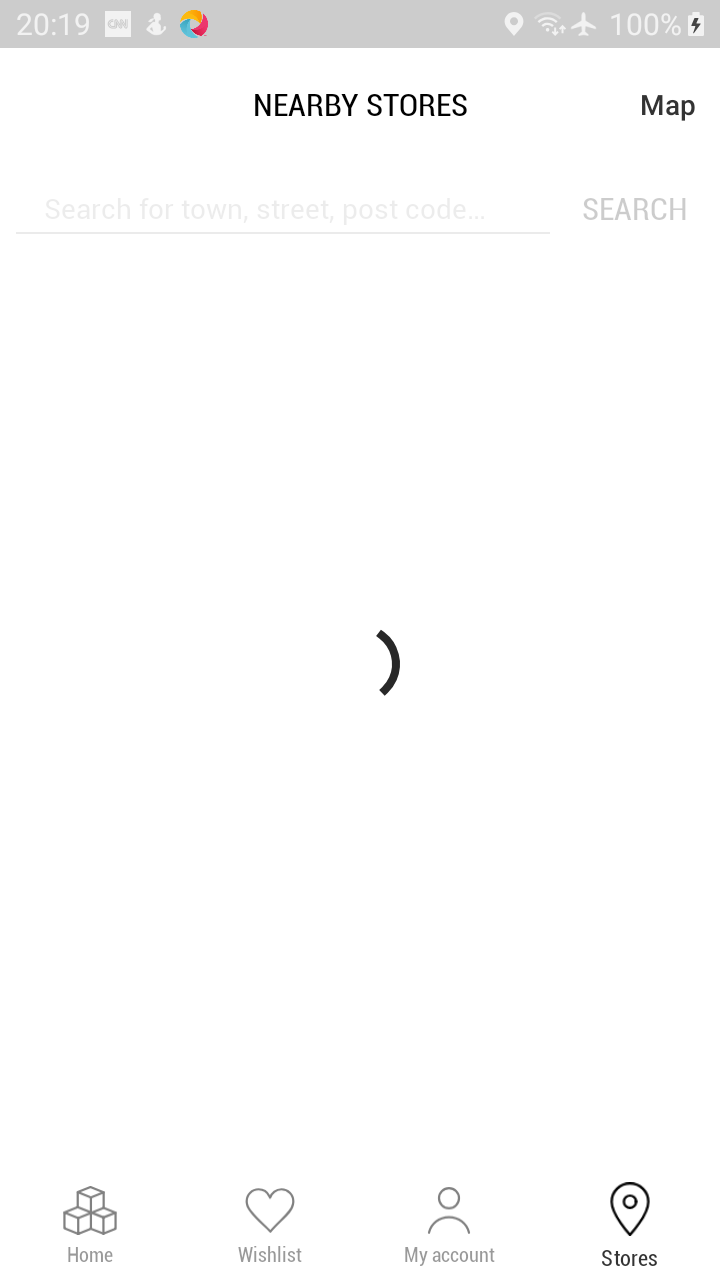 20:19 CNN 100%
NEARBY STORES Map
Search for town, street, post code... SEARCH
Home Wishlist My account Stores